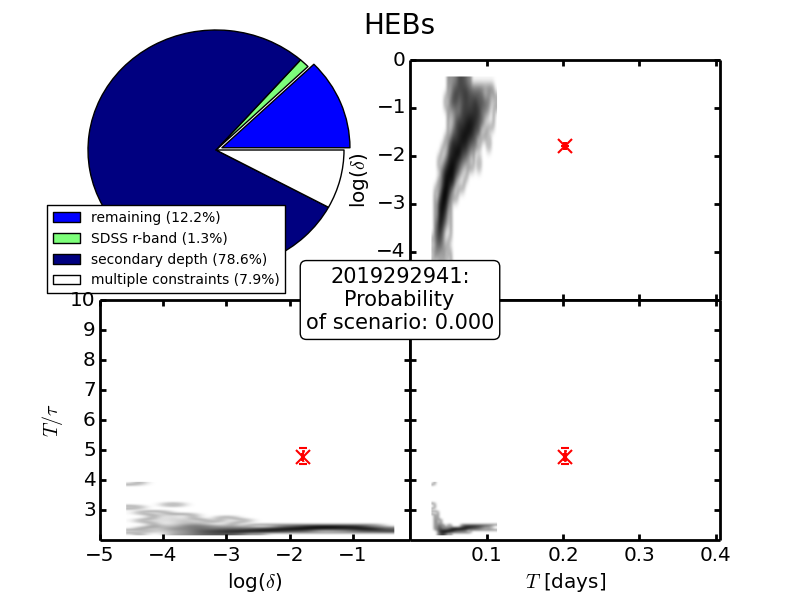 HEBs
remaining (12.2%)
SDSS r-band (1.3%)
secondary depth (78.6%)
multiple constraints (7.9%)
0
−1
−2
−3
−4
log(δ)
2019292941:
Probability
of scenario: 0.000
10
9
8
7
6
5
4
3
T/τ
−5 −4 −3 −2 −1
log(δ)
0.1 0.2 0.3 0.4
T [days]